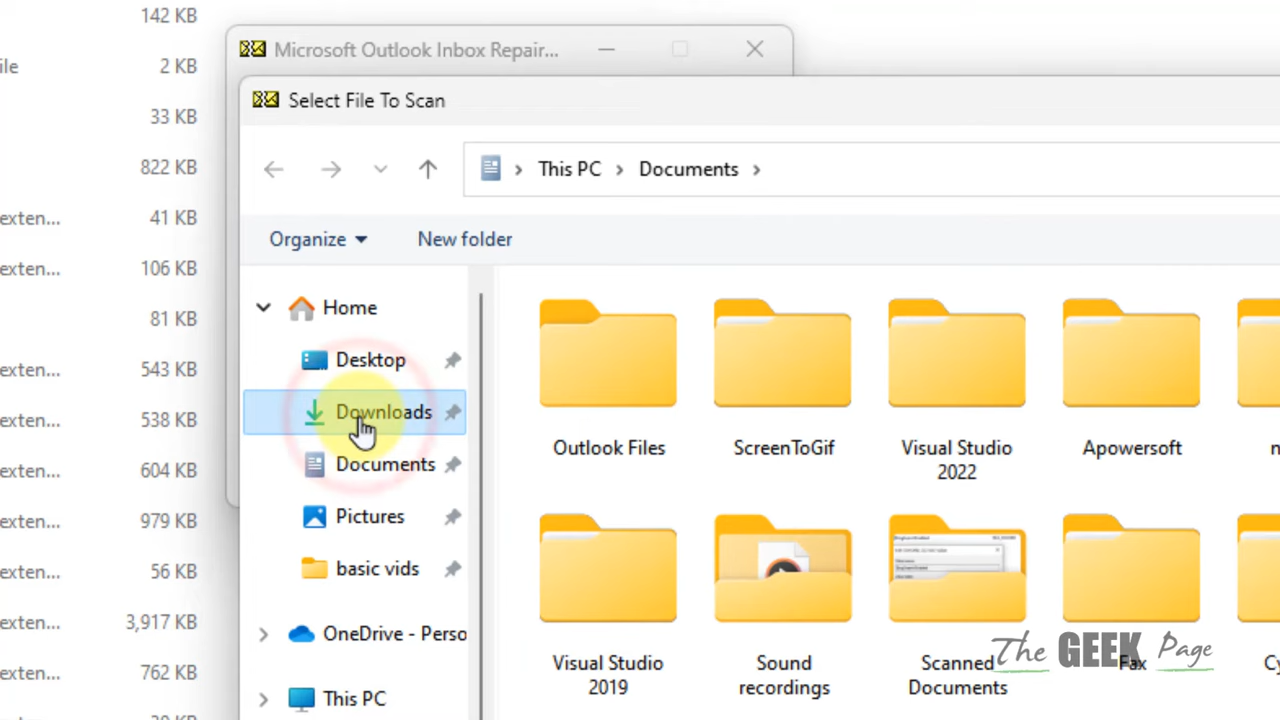 142 KB
ile 2 KB
33 KB
822 KB
exten... 41 KB
exten... 106 KB
81 KB
exten... 543 KB
exten... 538 KB
exten... 604 KB
exten... 979 KB
exten... 56 KB
exten... 3,917 KB
exten... 762 KB
Microsoft Outlook Inbox Repair...
Select File To Scan
This PC > Documents >
Organize New folder
Home
Desktop
Downloads
Documents
Pictures
basic vids
OneDrive - Perso
This PC
Outlook Files
ScreenToGif
Visual Studio
2022
Apowersoft
Visual Studio
2019
Sound
recordings
Scanned
Documents
Fax
Cy
The GEEK Page